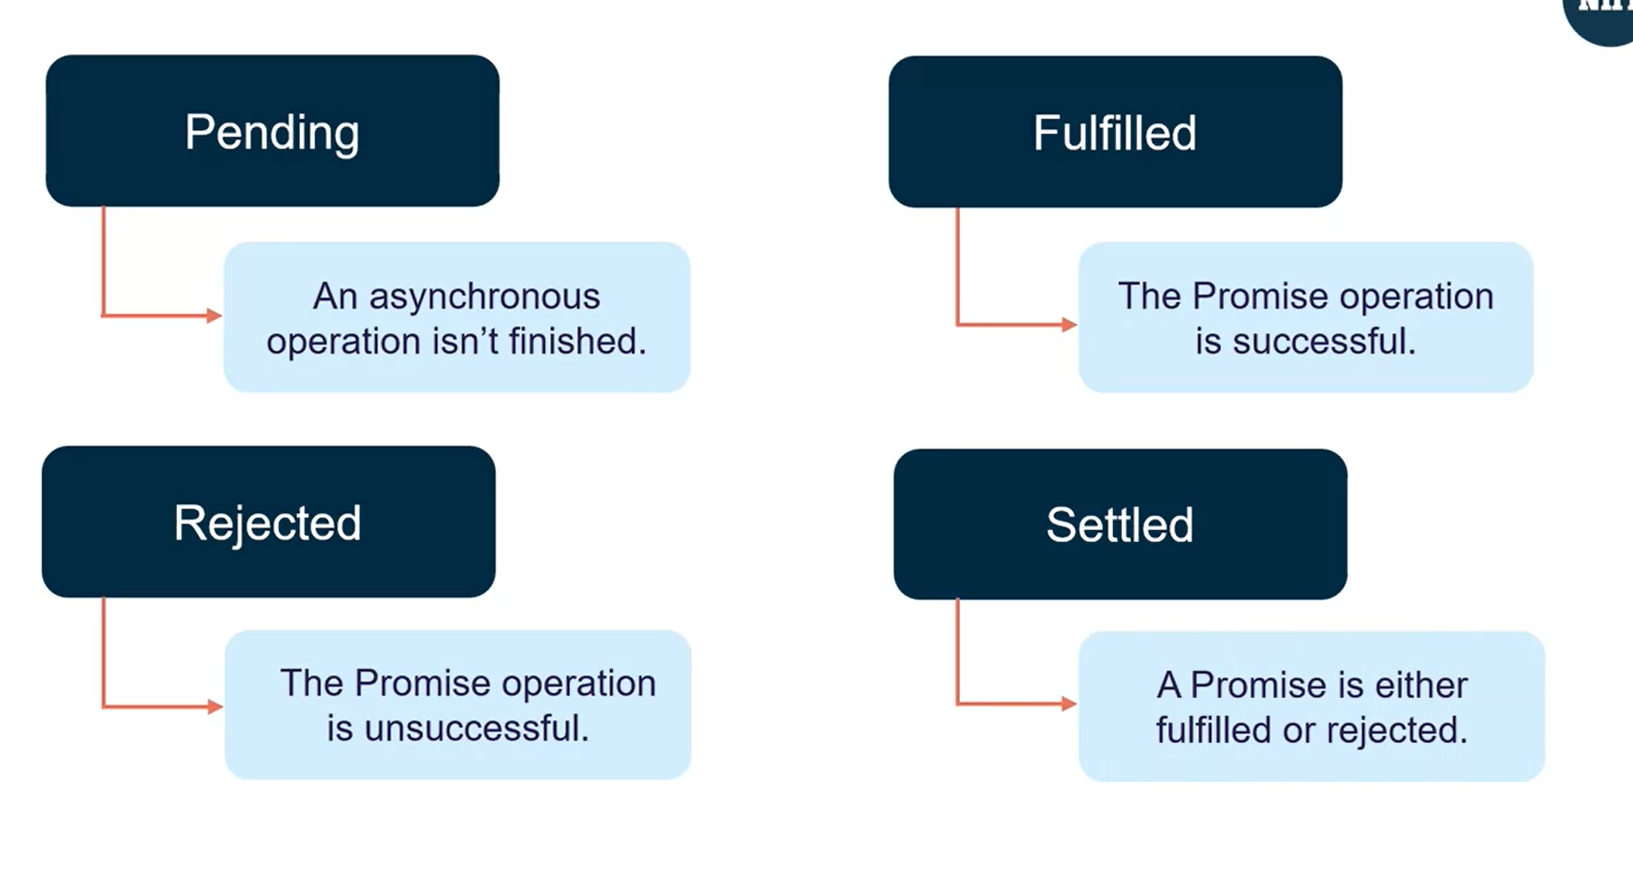 Pending
Fulfilled
An asynchronous
operation isn’t finished.
The Promise operation
is successful.
Rejected
Settled
The Promise operation
is unsuccessful.
A Promise is either
fulfilled or rejected.